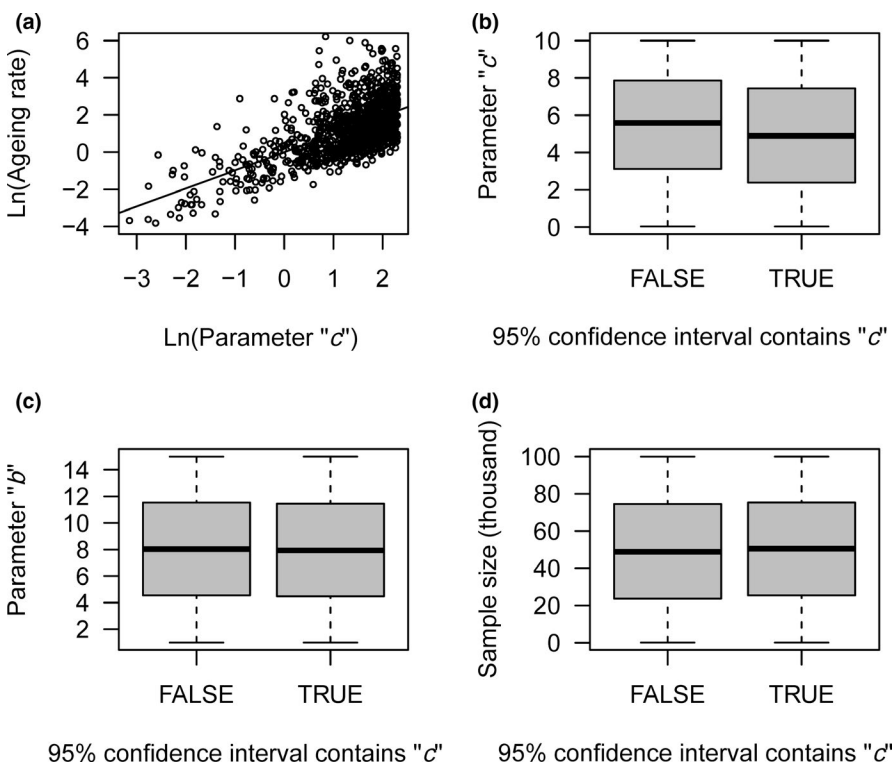 (a)
Ln(Ageing rate)
6
4
2
0
−2
−4
−3 −2 −1 0 1 2
Ln(Parameter "c")
(b)
Parameter "c"
10
8
6
4
2
0
FALSE TRUE
95% confidence interval contains "c"
(c)
Parameter "b"
14
12
10
8
6
4
2
FALSE TRUE
95% confidence interval contains "c"
(d)
Sample size (thousand)
100
80
60
40
20
0
FALSE TRUE
95% confidence interval contains "c"